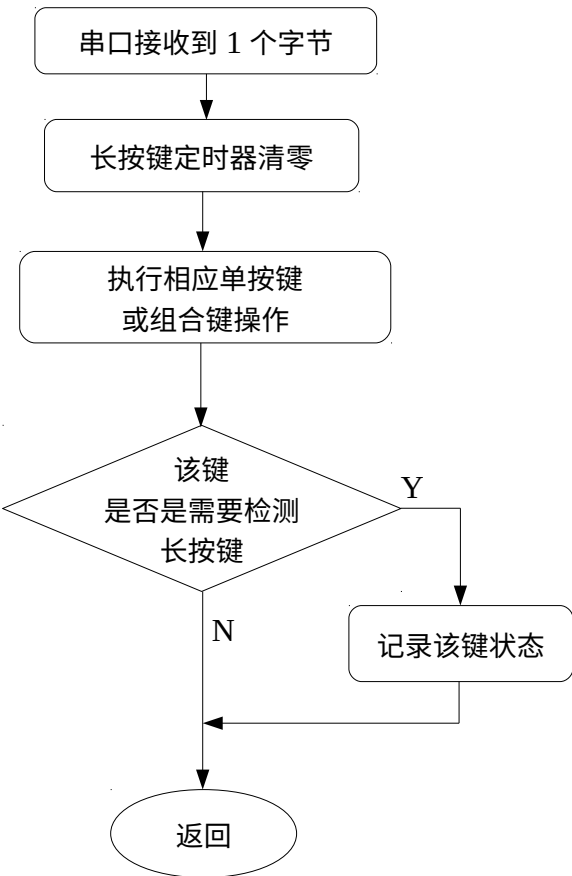 串口接收到 1 个字节
长按键定时器清零
执行相应单按键
或组合键操作
该键
是否是需要检测
长按键
Y
N
记录该键状态
返回